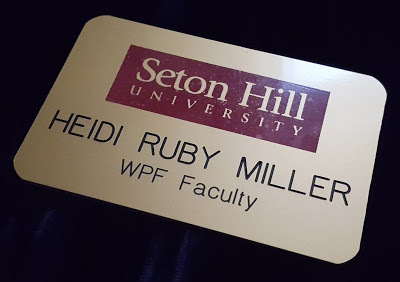 Seton Hill
UNIVERSITY
HEIDI RUBY MILLER
WPF Faculty